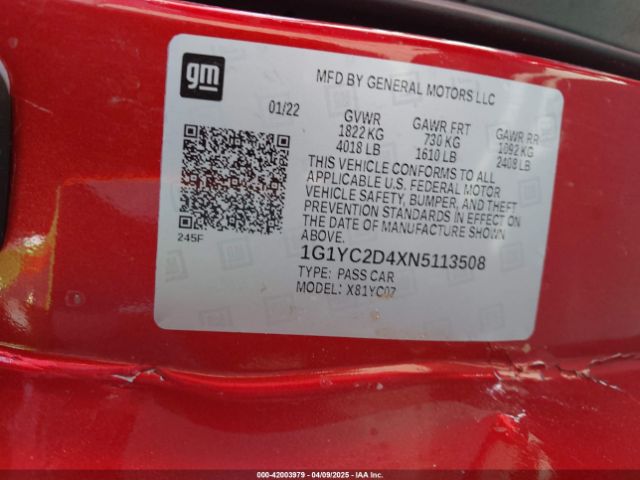 gm
MFD BY GENERAL MOTORS LLC
01/22
GVWR
1822 KG
4018 LB
GAWR FRT
730 KG
1610 LB
GAWR RR
1092 KG
2408 LB
THIS VEHICLE CONFORMS TO ALL
APPLICABLE U.S. FEDERAL MOTOR
VEHICLE SAFETY, BUMPER, AND THEFT
PREVENTION STANDARDS IN EFFECT ON
THE DATE OF MANUFACTURE SHOWN
ABOVE.
245F
1G1YC2D4XN5113508
TYPE: PASS CAR
MODEL: X81YC07
000-42003979 - 04/09/2025 - IAA Inc.